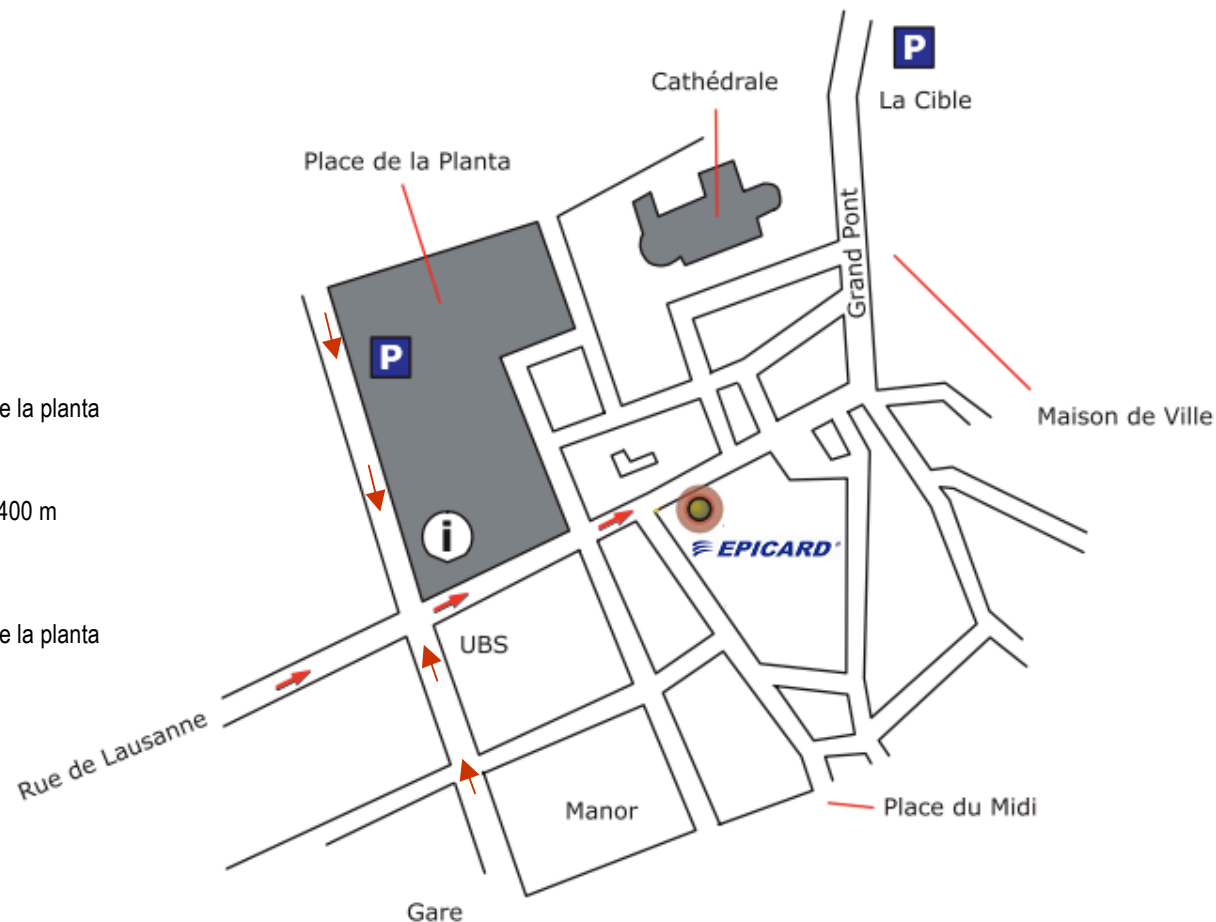 P
Cathédrale
La Cible
Place de la Planta
Grand Pont
P
e la planta
Maison de Ville
400 m
i
EPICARD
e la planta
UBS
Rue de Lausanne
Manor
Place du Midi
Gare